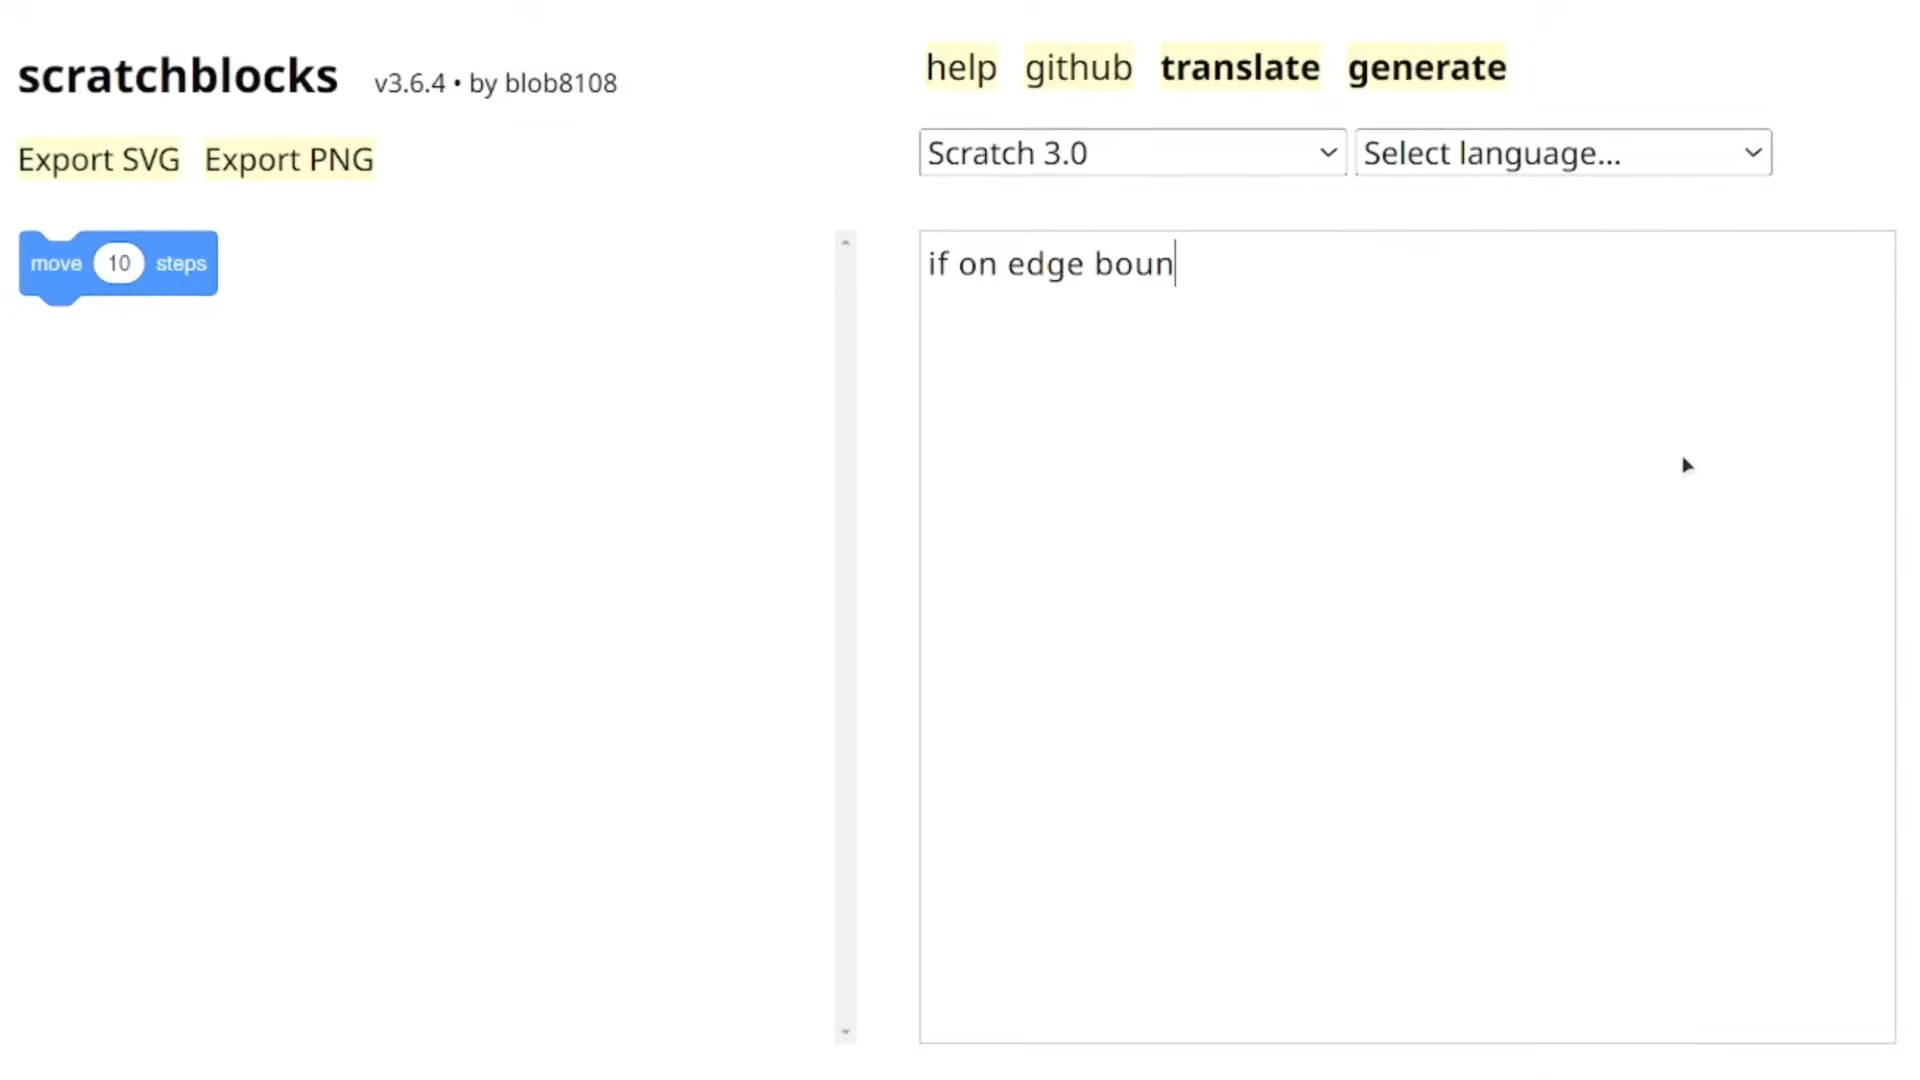 scratchblocks v3.6.4 • by blob8108
help github translate generate
Export SVG Export PNG
Scratch 3.0 Select language...
move 10 steps
if on edge boun